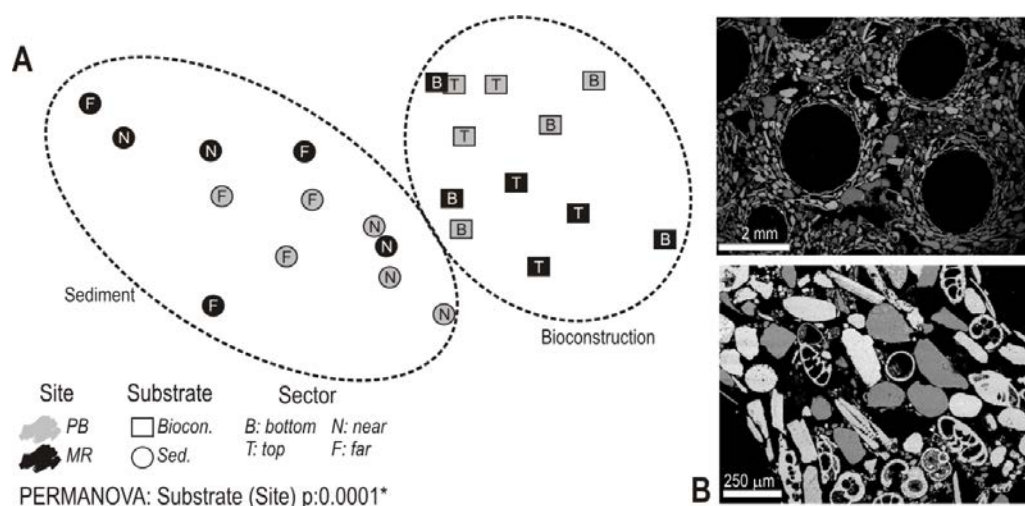 A
B T T B
F
B
N T
N F
T
F F B
T
N B
N B
F T
N
2 mm
Sediment
F N
Bioconstruction
Site Substrate Sector
PB Biocon. B: bottom N: near
MR Sed. T: top F: far
PERMANOVA: Substrate (Site) p:0.0001*
B
250 µm